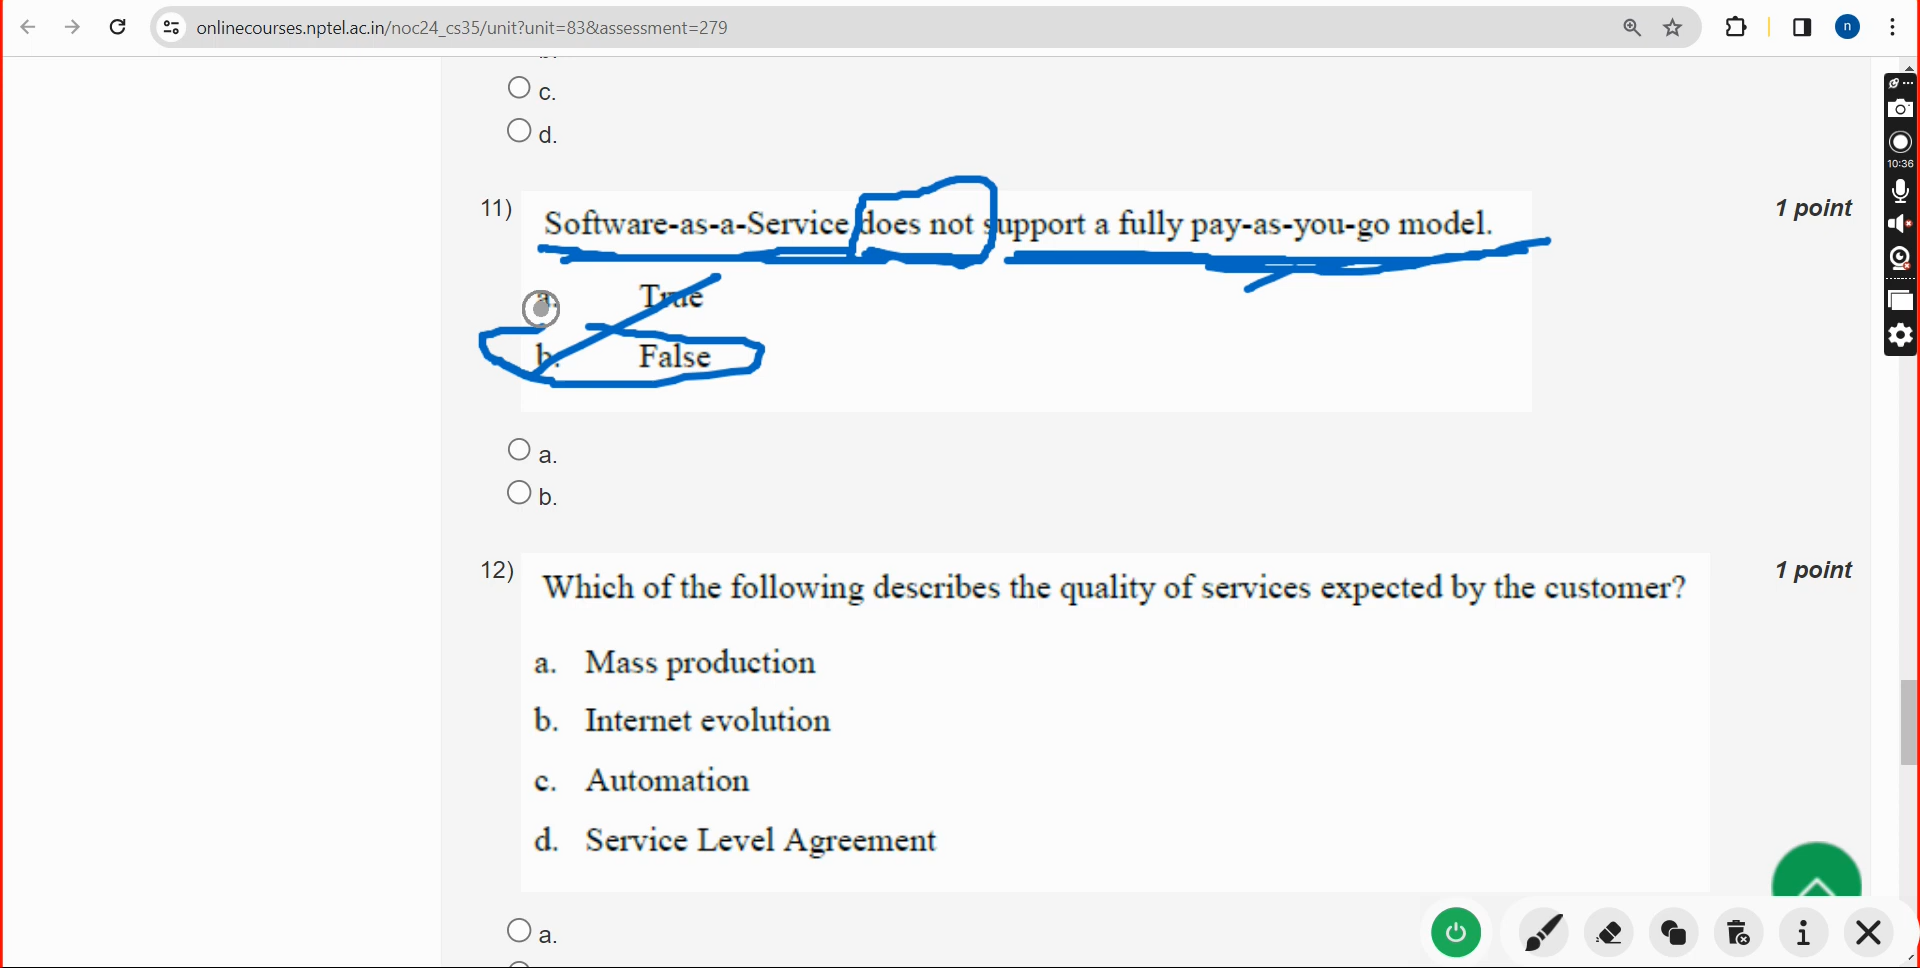 onlinecourses.nptel.ac.in/noc24_cs35/unit?unit=83&assessment=279
n
c.
d.
10:36
11)
Software-as-a-Service does not support a fully pay-as-you-go model.
1 point
a. True
b. False
a.
b.
12)
Which of the following describes the quality of services expected by the customer?
1 point
a. Mass production
b. Internet evolution
c. Automation
d. Service Level Agreement
a.